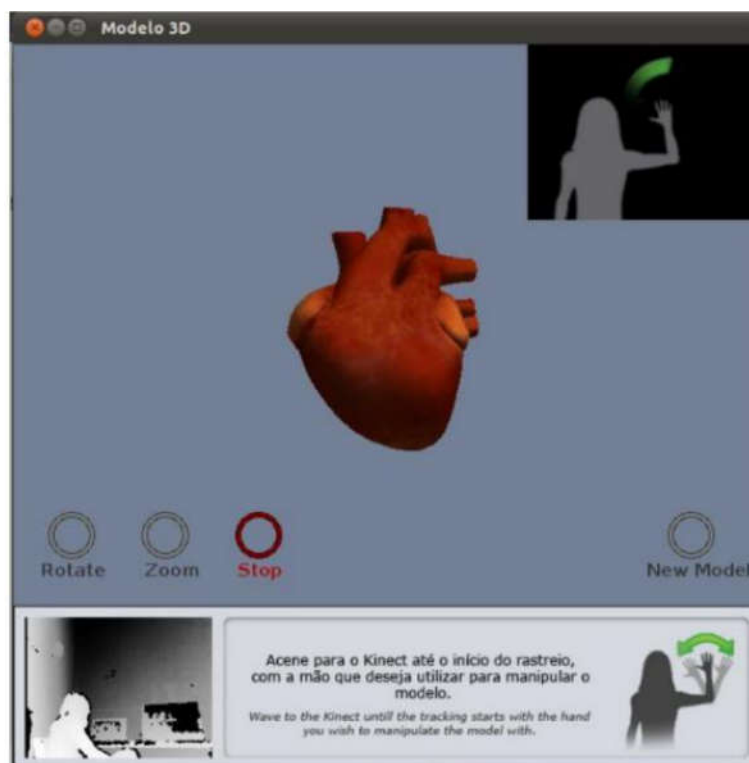 Modelo 3D
Rotate
Zoom
Stop
New Model
Acene para o Kinect até o início do rastreio,
com a mão que deseja utilizar para manipular o
modelo.
Wave to the Kinect untill the tracking starts with the hand
you wish to manipulate the model with.